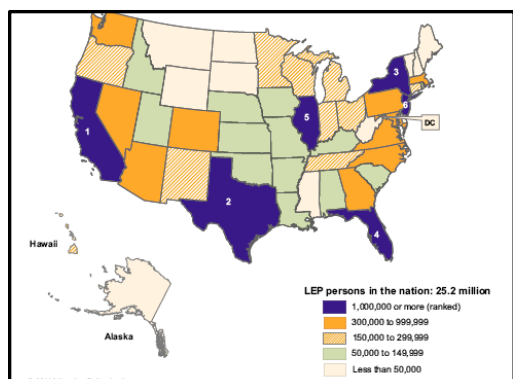 3
6
5
DC
1
2
4
Hawaii
Alaska
LEP persons in the nation: 25.2 million
1,000,000 or more (ranked)
300,000 to 999,999
150,000 to 299,999
50,000 to 149,999
Less than 50,000